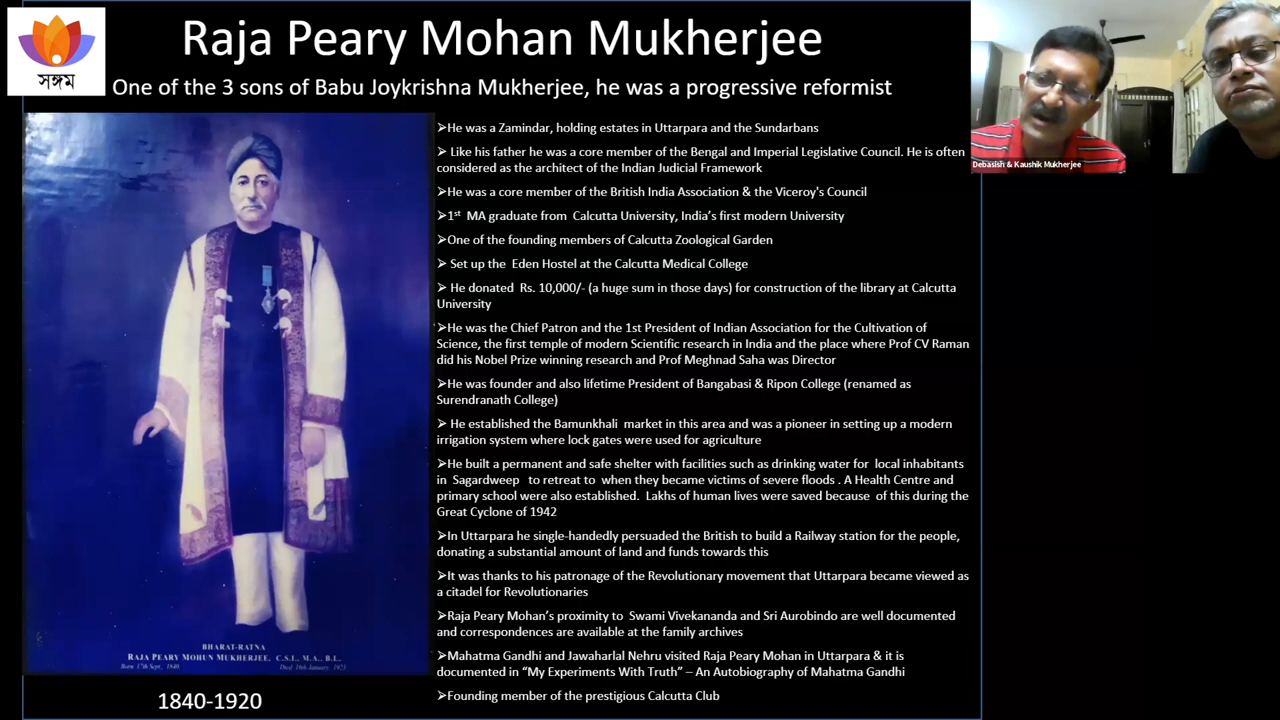 Raja Peary Mohan Mukherjee
সঙ্গম
One of the 3 sons of Babu Joykrishna Mukherjee, he was a progressive reformist
➢He was a Zamindar, holding estates in Uttarpara and the Sundarbans
➢ Like his father he was a core member of the Bengal and Imperial Legislative Council. He is often
considered as the architect of the Indian Judicial Framework
➢He was a core member of the British India Association & the Viceroy's Council
➢1st MA graduate from Calcutta University, India's first modern University
➢One of the founding members of Calcutta Zoological Garden
➢ Set up the Eden Hostel at the Calcutta Medical College
➢ He donated Rs. 10,000/- (a huge sum in those days) for construction of the library at Calcutta
University
➢He was the Chief Patron and the 1st President of Indian Association for the Cultivation of
Science, the first temple of modern Scientific research in India and the place where Prof CV Raman
did his Nobel Prize winning research and Prof Meghnad Saha was Director
➢He was founder and also lifetime President of Bangabasi & Ripon College (renamed as
Surendranath College)
➢ He established the Bamunkhali market in this area and was a pioneer in setting up a modern
irrigation system where lock gates were used for agriculture
➢He built a permanent and safe shelter with facilities such as drinking water for local inhabitants
in Sagardweep to retreat to when they became victims of severe floods . A Health Centre and
primary school were also established. Lakhs of human lives were saved because of this during the
Great Cyclone of 1942
➢In Uttarpara he single-handedly persuaded the British to build a Railway station for the people,
donating a substantial amount of land and funds towards this
➢It was thanks to his patronage of the Revolutionary movement that Uttarpara became viewed as
a citadel for Revolutionaries
➢Raja Peary Mohan's proximity to Swami Vivekananda and Sri Aurobindo are well documented
and correspondences are available at the family archives
➢Mahatma Gandhi and Jawaharlal Nehru visited Raja Peary Mohan in Uttarpara & it is
documented in "My Experiments With Truth" – An Autobiography of Mahatma Gandhi
➢Founding member of the prestigious Calcutta Club
BHARAT-RATNA
RAJA PEARY MOHUN MUKHERJEE, C.S.I., M.A., B.L.
Born 17th Sept, 1840. Died 16th January, 1923
1840-1920
Debasish & Kaushik Mukherjee